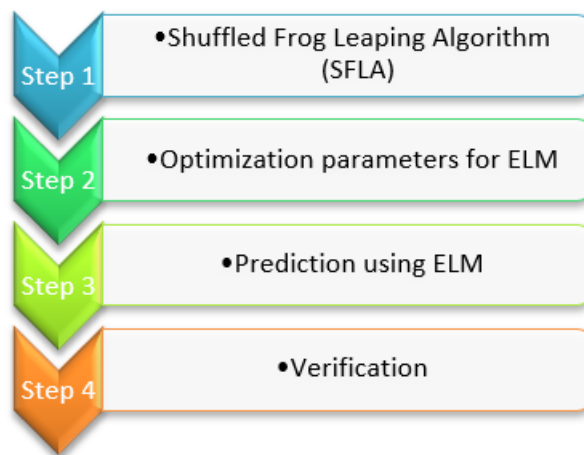 Step 1
•Shuffled Frog Leaping Algorithm
(SFLA)
Step 2
•Optimization parameters for ELM
Step 3
•Prediction using ELM
Step 4
•Verification